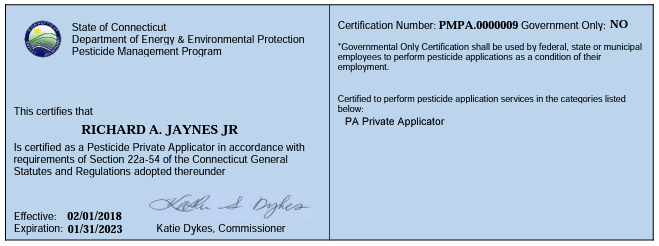 State of Connecticut
Department of Energy & Environmental Protection
Pesticide Management Program
This certifies that
RICHARD A. JAYNES JR
Is certified as a Pesticide Private Applicator in accordance with
requirements of Section 22a-54 of the Connecticut General
Statutes and Regulations adopted thereunder
Katie S Dykes
Effective: 02/01/2018
Expiration: 01/31/2023 Katie Dykes, Commissioner
Certification Number: PMPA.0000009 Government Only: NO
*Governmental Only Certification shall be used by federal, state or municipal
employees to perform pesticide applications as a condition of their
employment.
Certified to perform pesticide application services in the categories listed
below:
PA Private Applicator